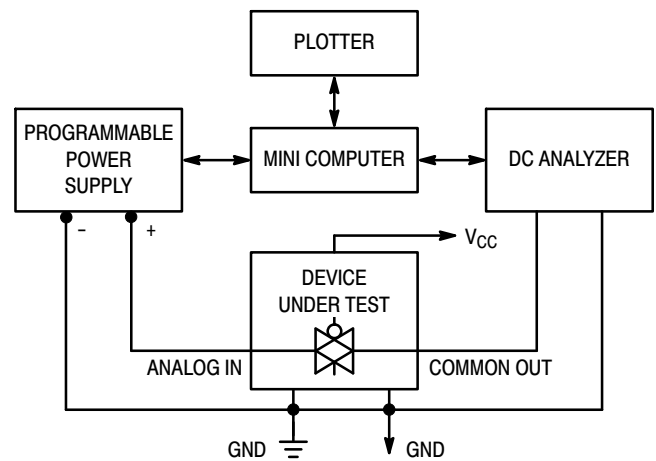 PLOTTER
PROGRAMMABLE
POWER
SUPPLY
MINI COMPUTER
DC ANALYZER
– +
VCC
DEVICE
UNDER TEST
ANALOG IN
COMMON OUT
GND
GND